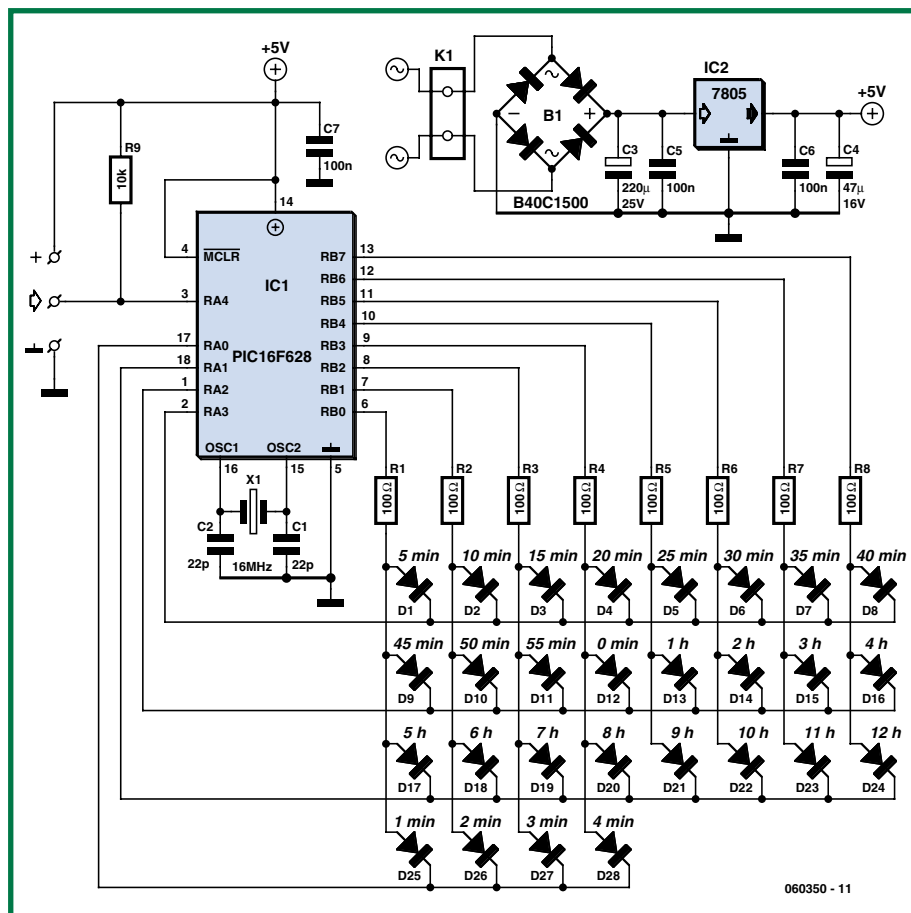 +5V
K1
IC2
7805
+5V
R9
10k
C7
100n
B1
B40C1500
C3
220µ
25V
C5
100n
C6
100n
C4
47µ
16V
14
4
MCLR
IC1
RB7
13
RB6
12
3
RA4
RB5
11
RB4
10
17
RA0
PIC16F628
RB3
9
18
RA1
RB2
8
1
RA2
RB1
7
2
RA3
RB0
6
OSC1
OSC2
16
15
5
X1
C2
C1
22p
16MHz
22p
R1
R2
R3
R4
R5
R6
R7
R8
100Ω
100Ω
100Ω
100Ω
100Ω
100Ω
100Ω
100Ω
5 min
10 min
15 min
20 min
25 min
30 min
35 min
40 min
D1
D2
D3
D4
D5
D6
D7
D8
45 min
50 min
55 min
0 min
1 h
2 h
3 h
4 h
D9
D10
D11
D12
D13
D14
D15
D16
5 h
6 h
7 h
8 h
9 h
10 h
11 h
12 h
D17
D18
D19
D20
D21
D22
D23
D24
1 min
2 min
3 min
4 min
D25
D26
D27
D28
060350 - 11